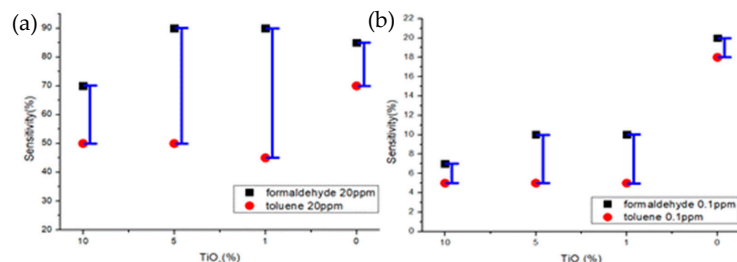 (a)
90
80
70
60
50
40
30
20
Sensitivity(%)
formaldehyde 20ppm
toluene 20ppm
10 5 1 0
TiO2(%)
(b)
22
20
18
16
14
12
10
8
6
4
2
0
Sensitivity(%)
formaldehyde 0.1ppm
toluene 0.1ppm
10 5 1 0
TiO (%)